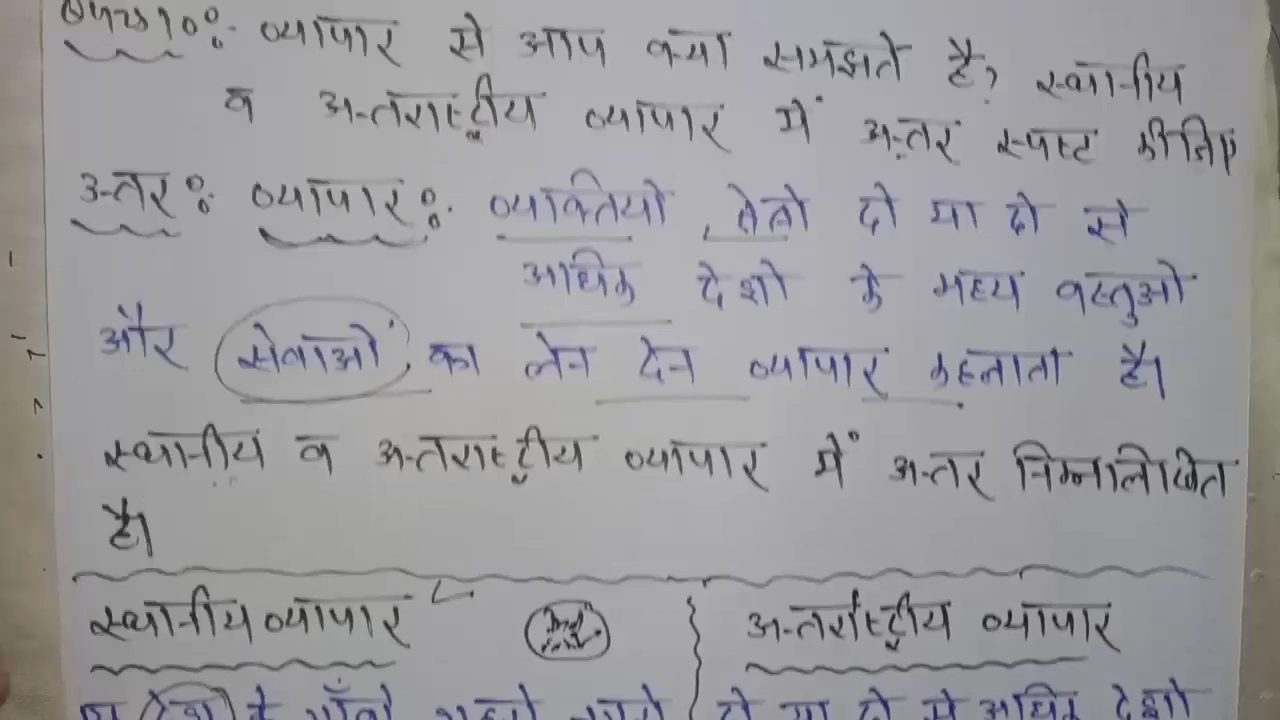 प्रश्न10ः- व्यापार से आप क्या समझते है? स्थानीय
व अन्तराष्ट्रीय व्यापार में अन्तर स्पष्ट कीजिए
उत्तरः व्यापारः- व्यक्तियो, दो या दो से
अधिक देशो के मध्य वस्तुओ
और सेवाओं का लेन देन व्यापार कहलाता है।
स्थानीय व अन्तराष्ट्रीय व्यापार में अन्तर निम्नलिखित
है।
स्थानीय व्यापार
अन्तर्राष्ट्रीय व्यापार
देश के गाँवो
दो या दो से अधिक देशो